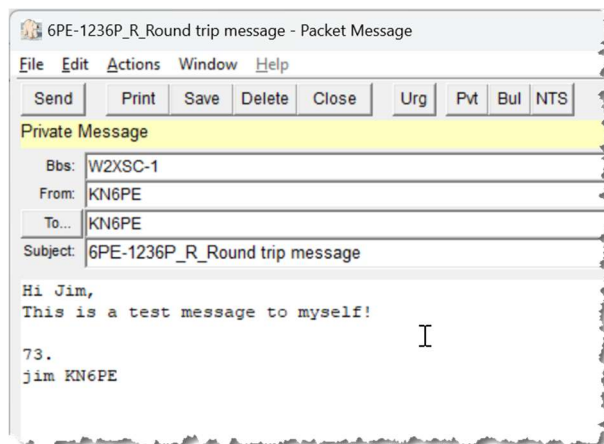 6PE-1236P_R_Round trip message - Packet Message
File Edit Actions Window Help
Send Print Save Delete Close Urg Pvt Bul NTS
Private Message
Bbs: W2XSC-1
From: KN6PE
To... KN6PE
Subject: 6PE-1236P_R_Round trip message
Hi Jim,
This is a test message to myself!
73.
jim KN6PE